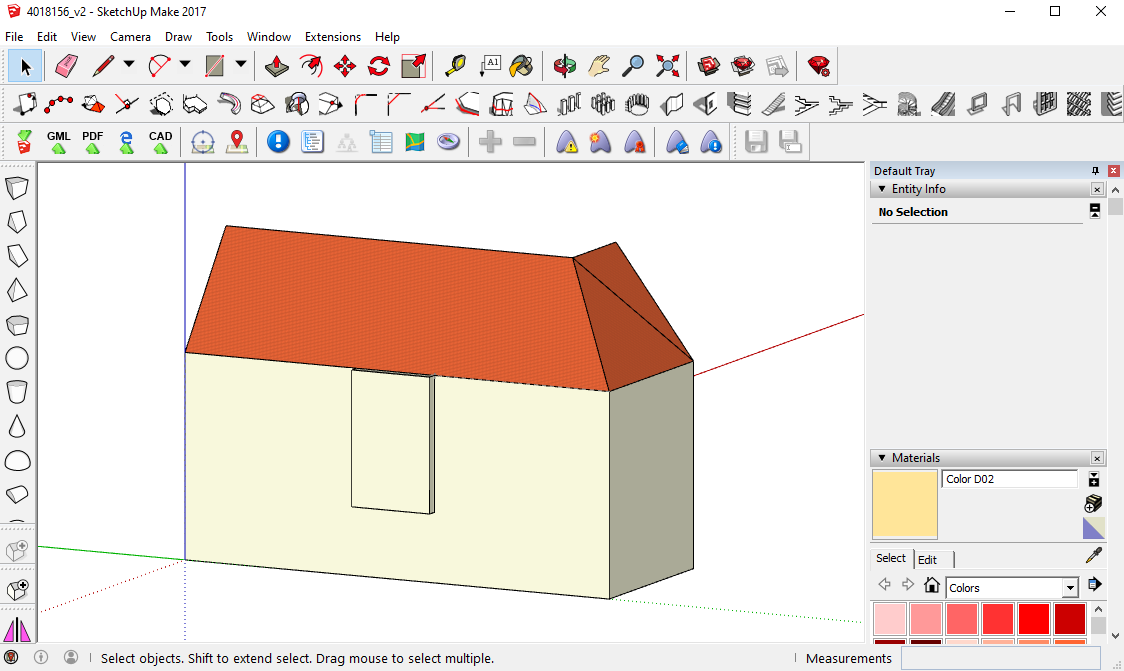 4018156_v2 - SketchUp Make 2017
File Edit View Camera Draw Tools Window Extensions Help
A1
GML PDF CAD
Default Tray
Entity Info
No Selection
Materials
Color D02
Select Edit
Colors
Select objects. Shift to extend select. Drag mouse to select multiple.
Measurements